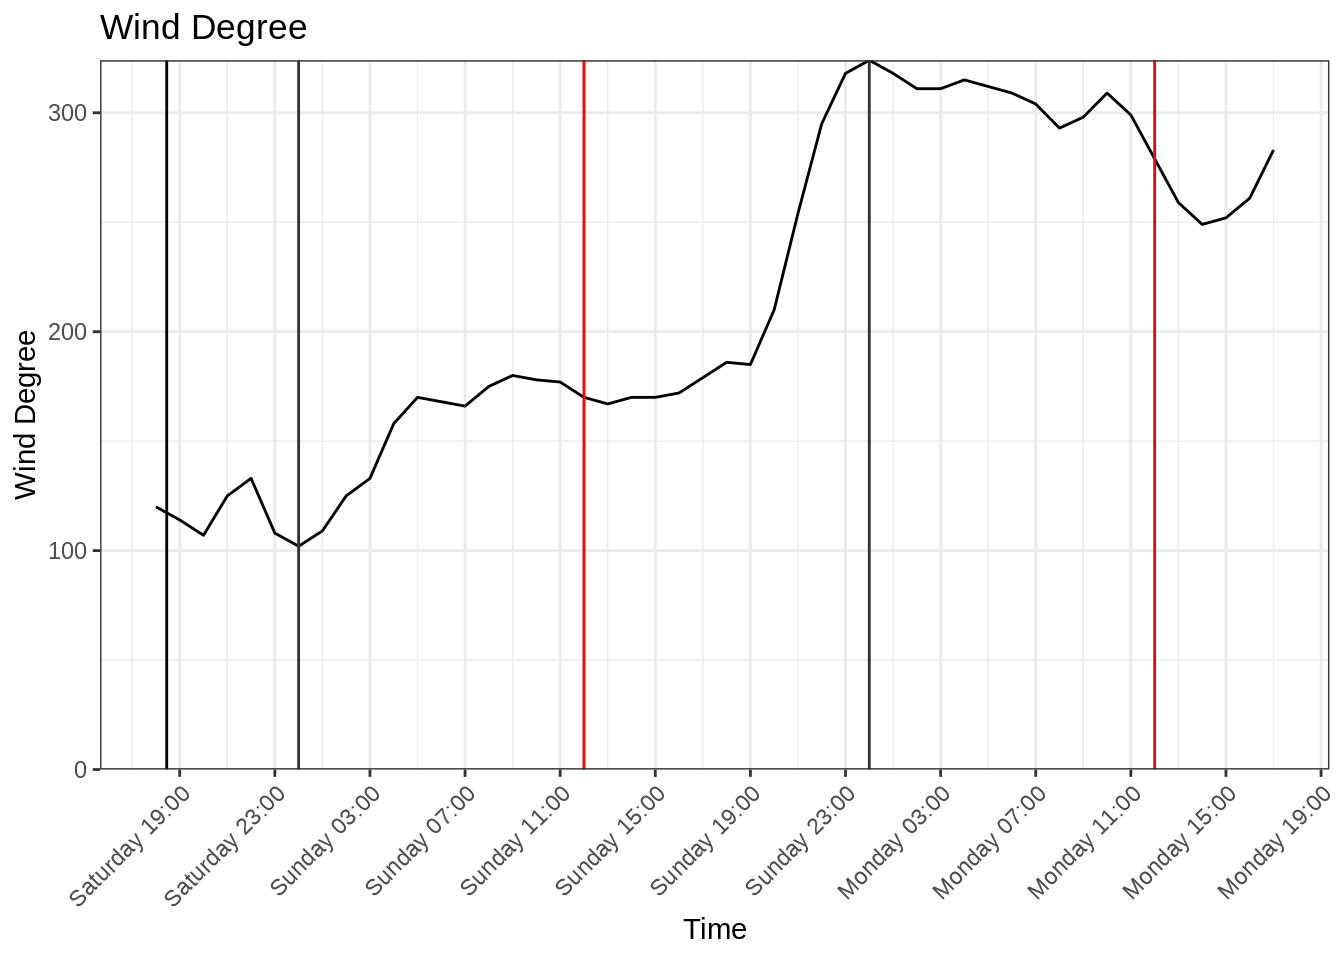 Wind Degree
Wind Degree
300
200
100
0
Saturday 19:00
Saturday 23:00
Sunday 03:00
Sunday 07:00
Sunday 11:00
Sunday 15:00
Sunday 19:00
Sunday 23:00
Monday 03:00
Monday 07:00
Monday 11:00
Monday 15:00
Monday 19:00
Time